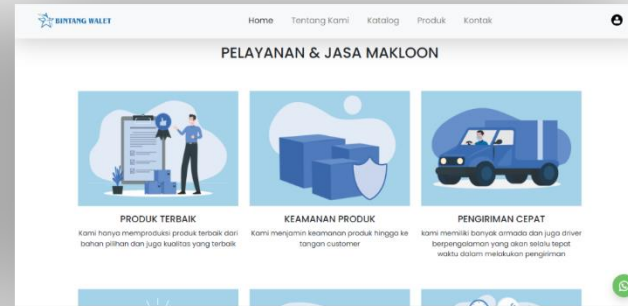 BINTANG WALET
Home Tentang Kami Katalog Produk Kontak
PELAYANAN & JASA MAKLOON
PRODUK TERBAIK
Kami hanya memproduksi produk terbaik dari
bahan pilihan dan juga kualitas yang terbaik
KEAMANAN PRODUK
Kami menjamin keamanan produk hingga ke
tangan customer
PENGIRIMAN CEPAT
kami memiliki banyak armada dan juga driver
berpengalaman yang akan selalu tepat
waktu dalam melakukan pengiriman